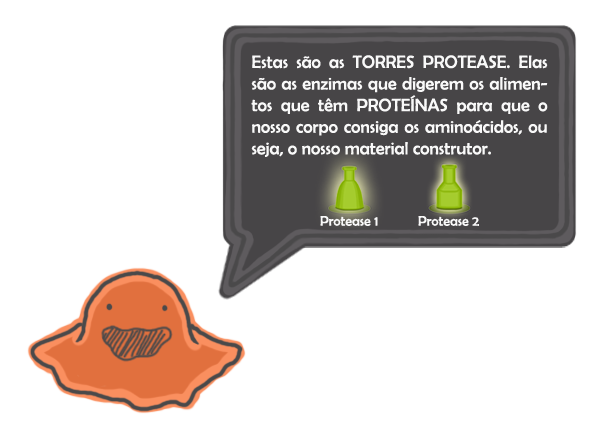 Estas são as TORRES PROTEASE. Elas
são as enzimas que digerem os alimen-
tos que têm PROTEÍNAS para que o
nosso corpo consiga os aminoácidos, ou
seja, o nosso material construtor.
Protease 1 Protease 2